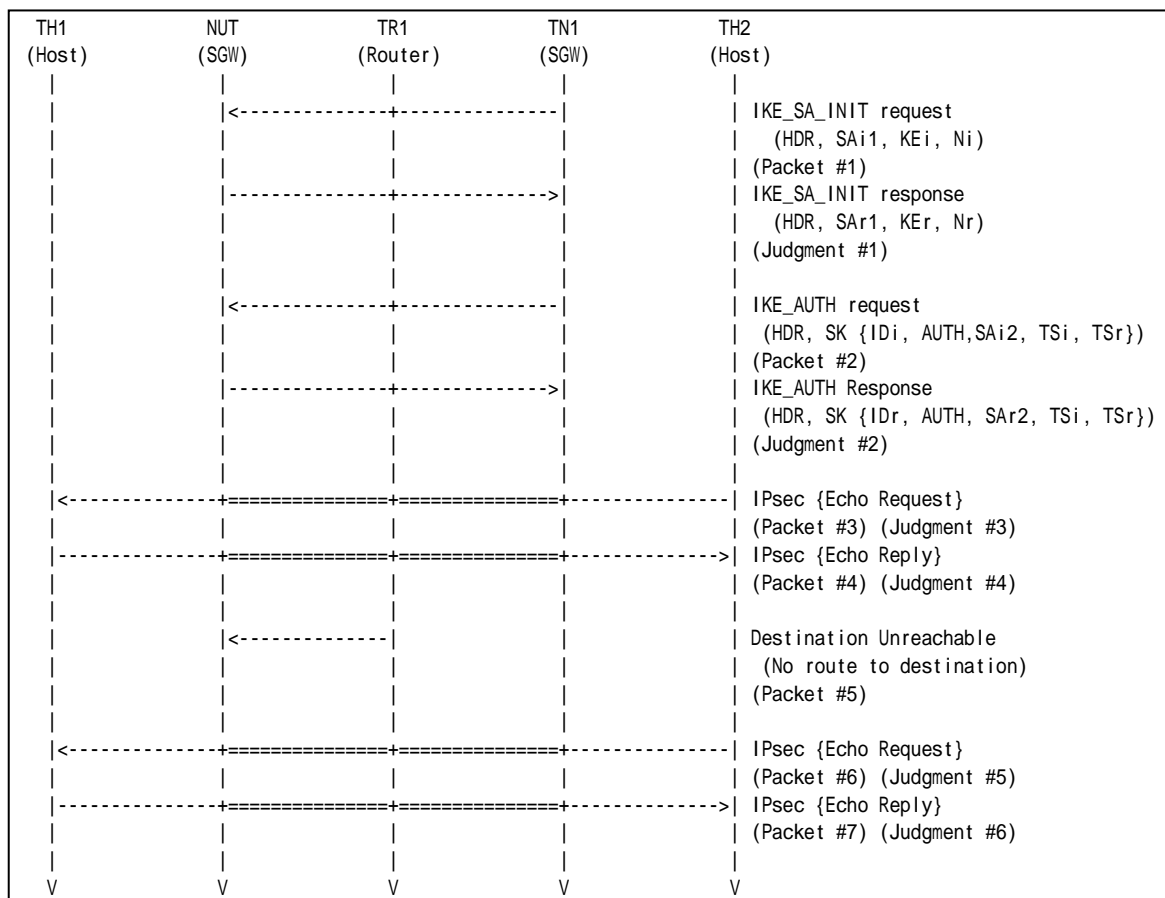 TH1 NUT TR1 TN1 TH2
(Host) (SGW) (Router) (SGW) (Host)
| | | | |
| |<--------------+---------------| | IKE_SA_INIT request
| | | | | (HDR, SAi1, KEi, Ni)
| | | | | (Packet #1)
| |---------------+-------------->| | IKE_SA_INIT response
| | | | | (HDR, SAr1, KEr, Nr)
| | | | | (Judgment #1)
| | | | |
| |<--------------+---------------| | IKE_AUTH request
| | | | | (HDR, SK {IDi, AUTH,SAi2, TSi, TSr})
| | | | | (Packet #2)
| |---------------+-------------->| | IKE_AUTH Response
| | | | | (HDR, SK {IDr, AUTH, SAr2, TSi, TSr})
| | | | | (Judgment #2)
| | | | |
|<--------------+===============+===============+---------------| IPsec {Echo Request}
| | | | | (Packet #3) (Judgment #3)
|---------------+===============+===============+-------------->| IPsec {Echo Reply}
| | | | | (Packet #4) (Judgment #4)
| | | | |
| |<--------------| | | Destination Unreachable
| | | | | (No route to destination)
| | | | | (Packet #5)
| | | | |
|<--------------+===============+===============+---------------| IPsec {Echo Request}
| | | | | (Packet #6) (Judgment #5)
|---------------+===============+===============+-------------->| IPsec {Echo Reply}
| | | | | (Packet #7) (Judgment #6)
| | | | |
V V V V V